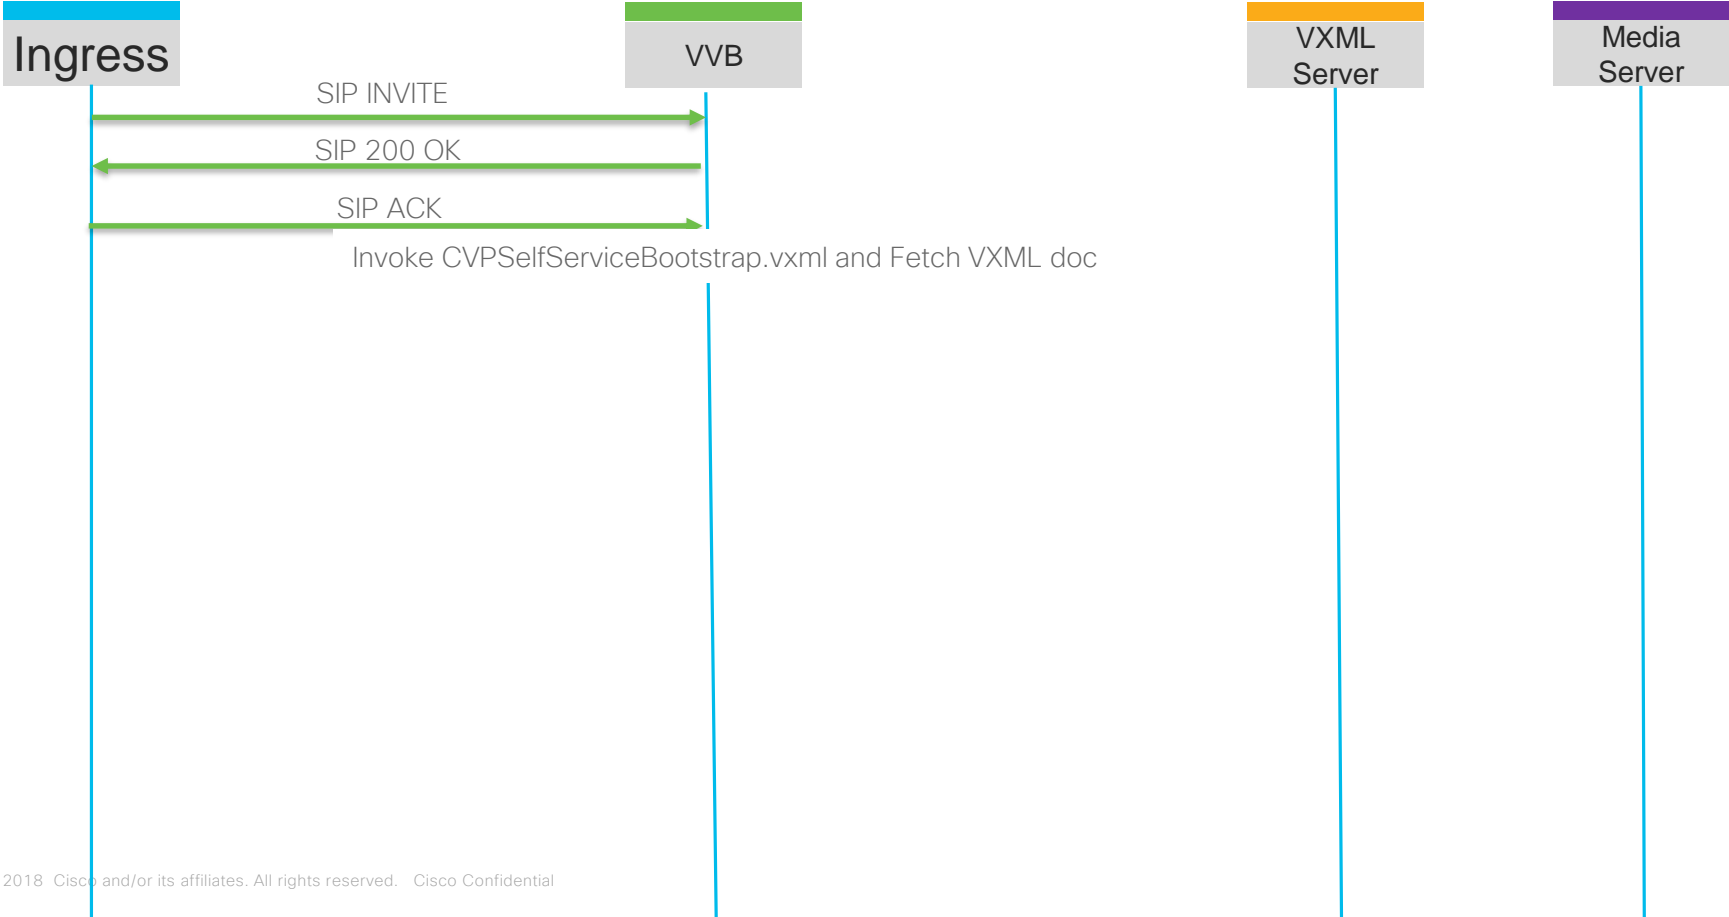 Ingress
VVB
VXML
Server
Media
Server
SIP INVITE
SIP 200 OK
SIP ACK
Invoke CVPSelfServiceBootstrap.vxml and Fetch VXML doc
2018 Cisco and/or its affiliates. All rights reserved. Cisco Confidential